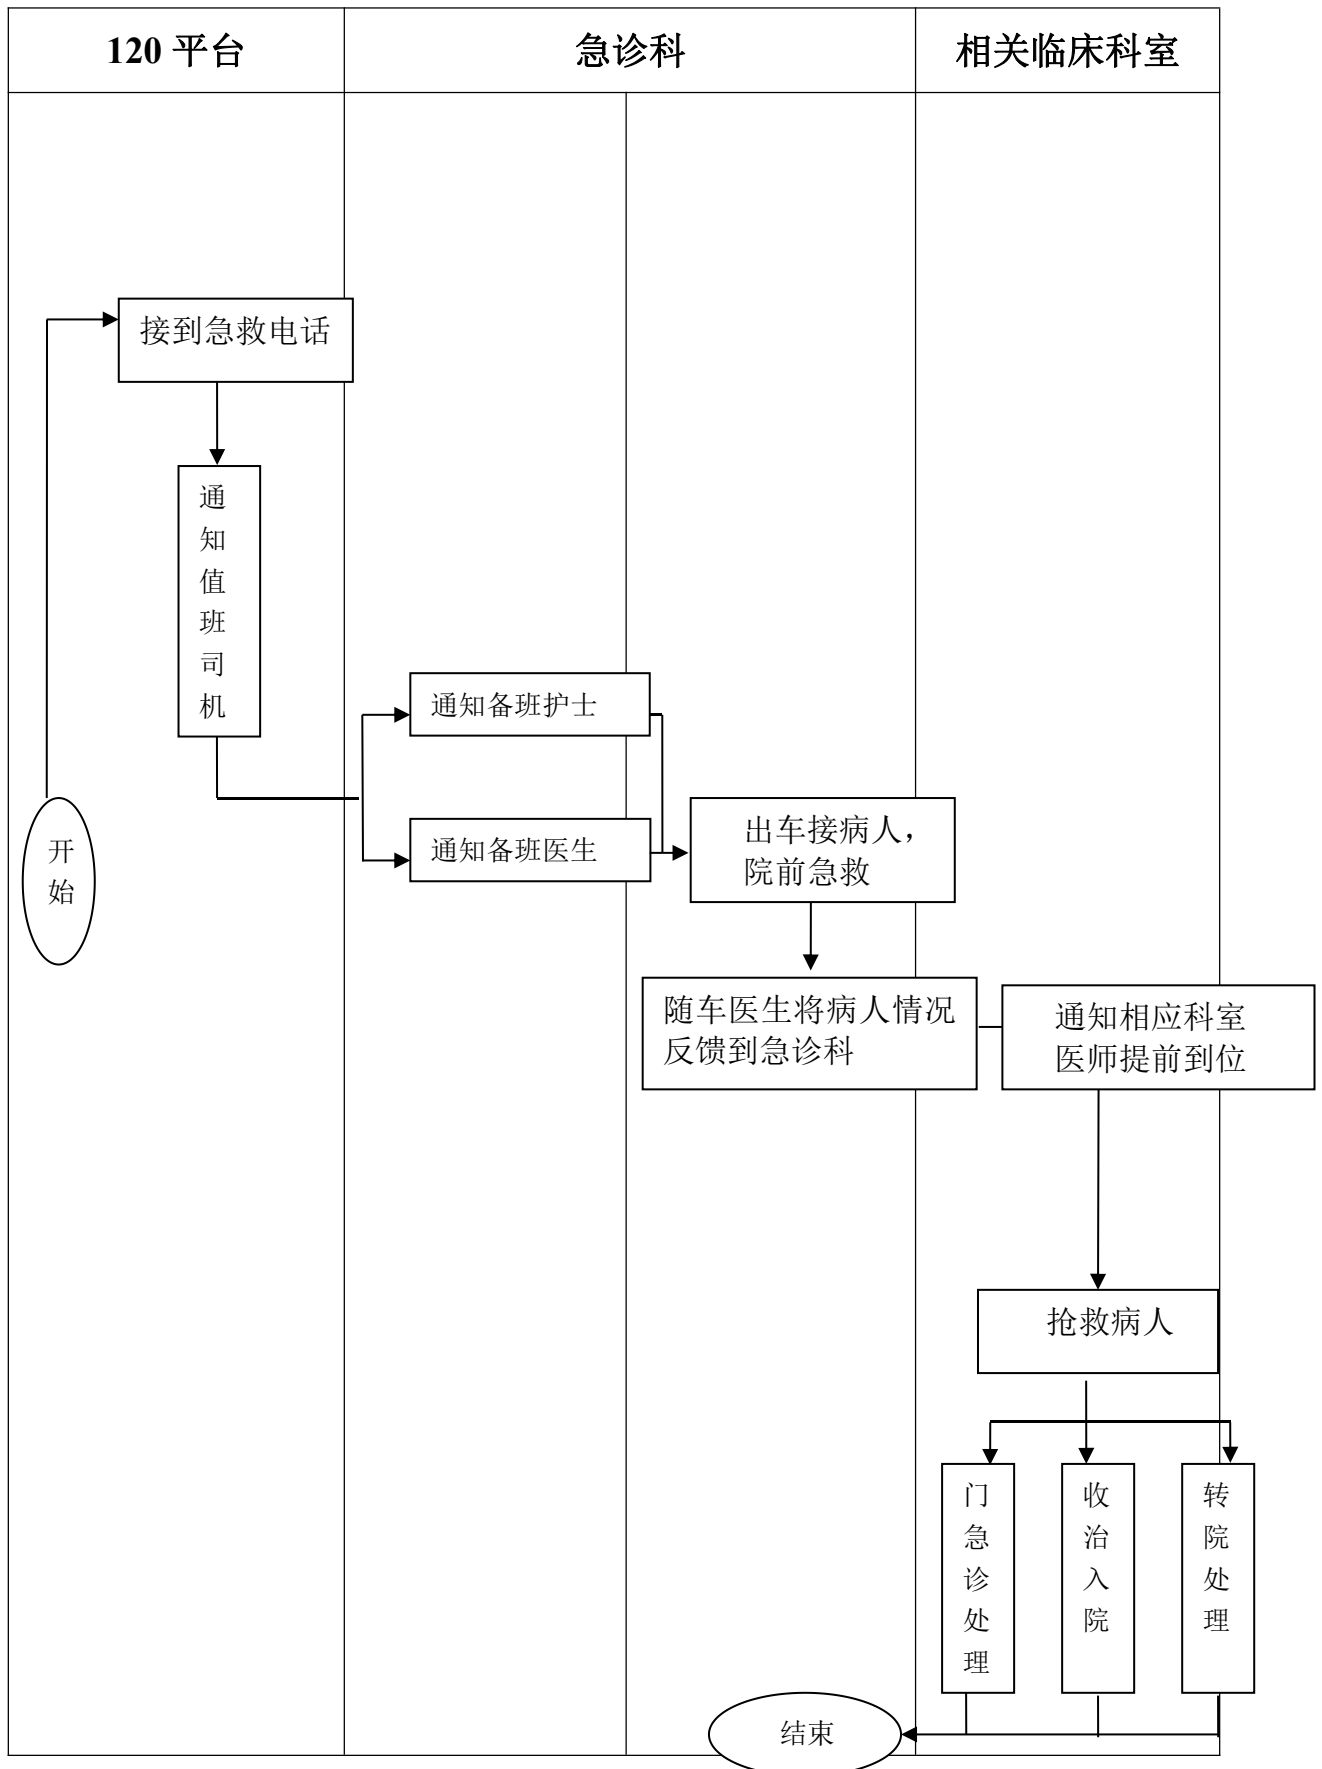 120 平台
急诊科
相关临床科室
接到急救电话
通知值班司机
通知备班护士
通知备班医生
开始
出车接病人，
院前急救
随车医生将病人情况
反馈到急诊科
通知相应科室
医师提前到位
抢救病人
门急诊处理
收治入院
转院处理
结束